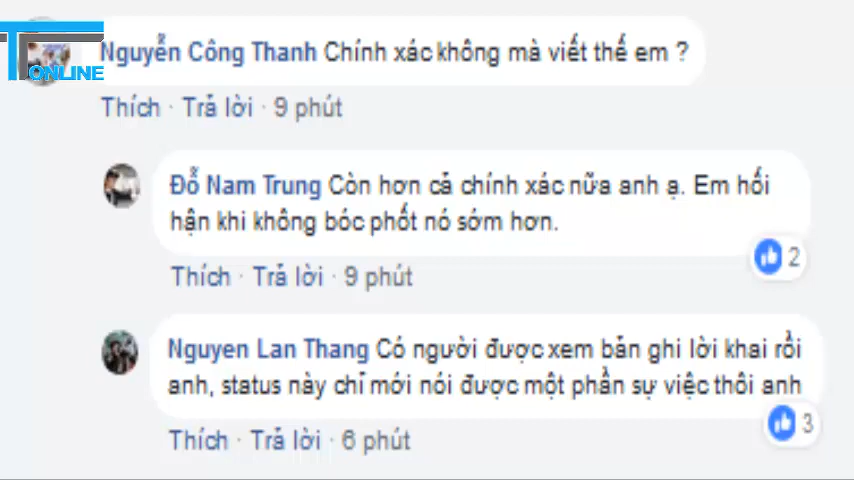 TF ONLINE
Nguyễn Công Thanh Chính xác không mà viết thế em ?
Thích · Trả lời · 9 phút
Đỗ Nam Trung Còn hơn cả chính xác nữa anh ạ. Em hối
hận khi không bóc phốt nó sớm hơn.
2
Thích · Trả lời · 9 phút
Nguyen Lan Thang Có người được xem bản ghi lời khai rồi
anh, status này chỉ mới nói được một phần sự việc thôi anh
3
Thích · Trả lời · 6 phút